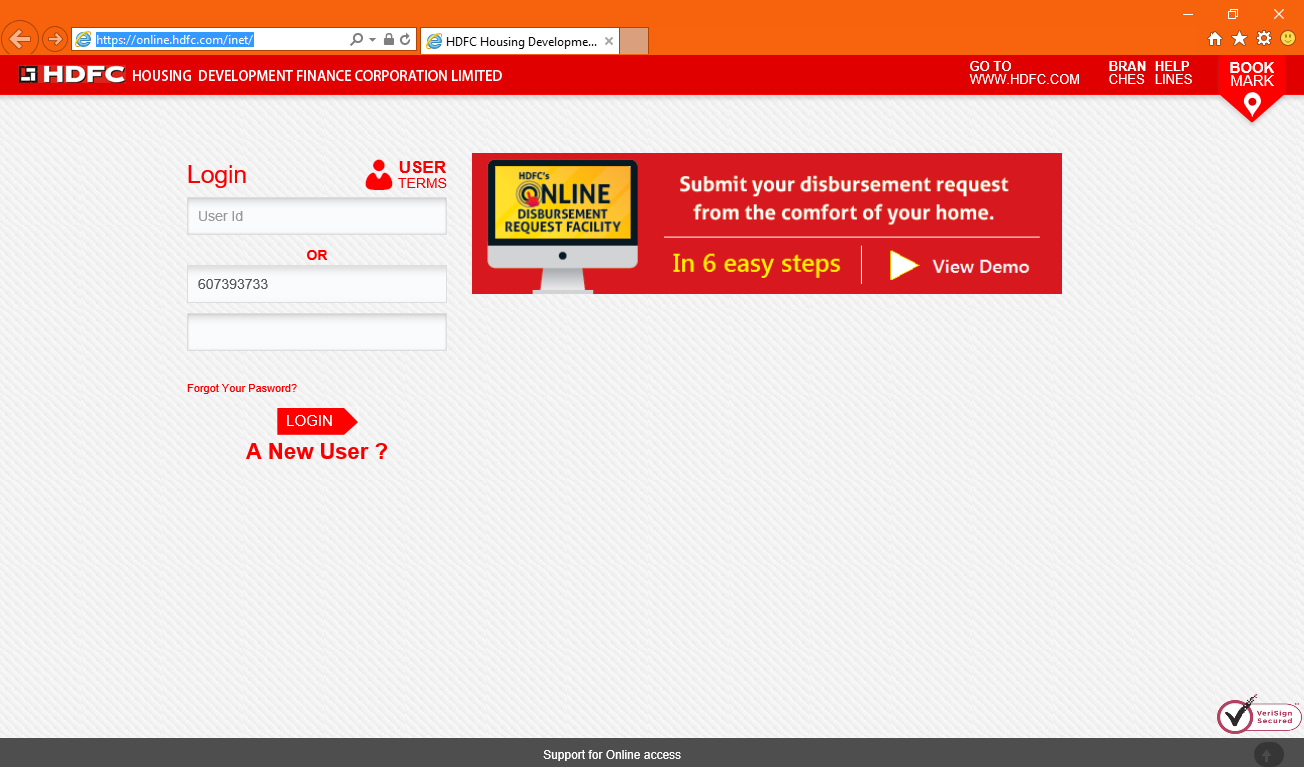 https://online.hdfc.com/inet/
HDFC Housing Developme...
HDFC HOUSING DEVELOPMENT FINANCE CORPORATION LIMITED
GO TO
WWW.HDFC.COM
BRAN
CHES
HELP
LINES
BOOK
MARK
Login
USER
TERMS
User Id
OR
607393733
Forgot Your Pasword?
LOGIN
A New User ?
HDFC's
ONLINE
DISBURSEMENT
REQUEST FACILITY
Submit your disbursement request
from the comfort of your home.
In 6 easy steps
View Demo
VeriSign
Secured
Support for Online access